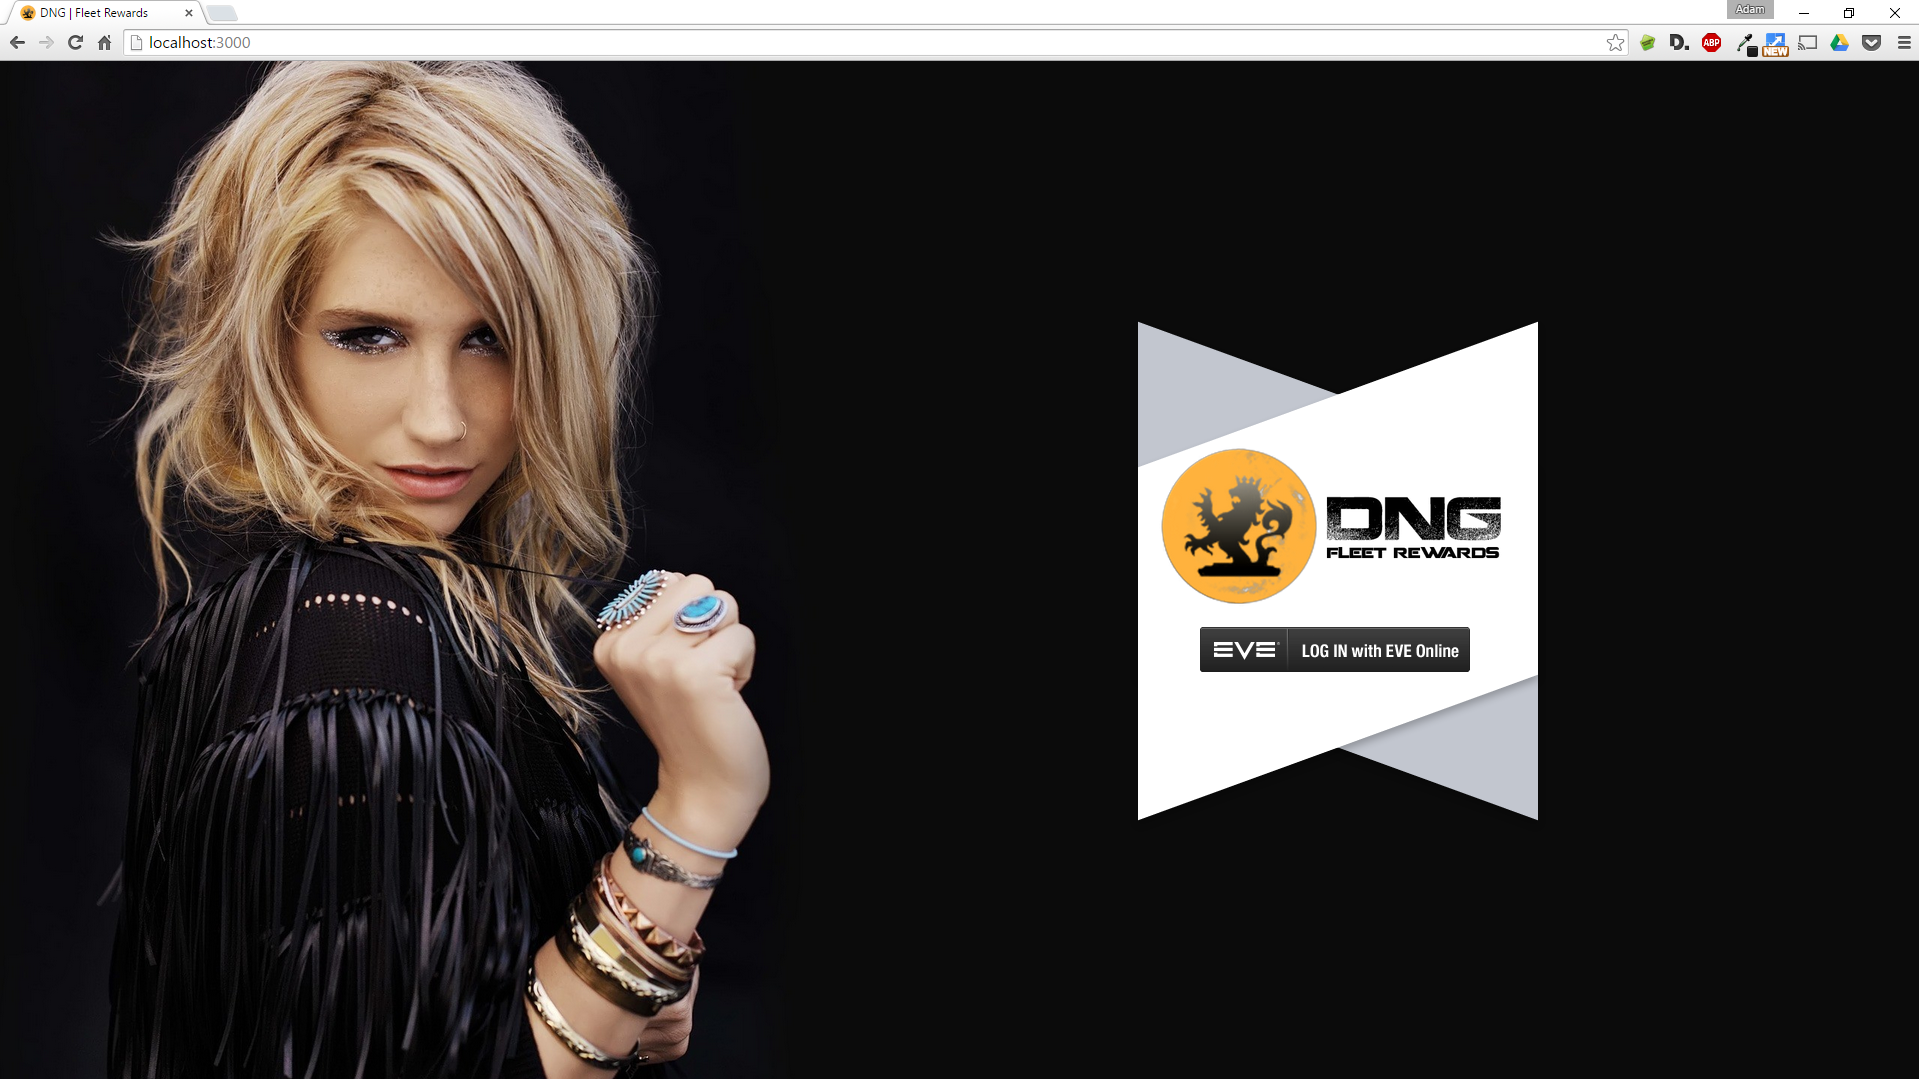 DNG | Fleet Rewards
Adam
localhost:3000
D.
ABP
NEW
DNG
FLEET REWARDS
EVE
LOG IN with EVE Online